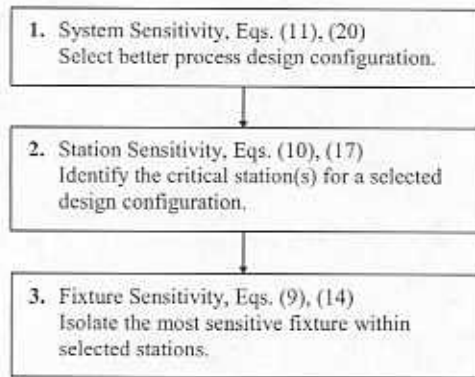 1. System Sensitivity, Eqs. (11), (20)
Select better process design configuration.
2. Station Sensitivity, Eqs. (10), (17)
Identify the critical station(s) for a selected
design configuration.
3. Fixture Sensitivity, Eqs. (9), (14)
Isolate the most sensitive fixture within
selected stations.